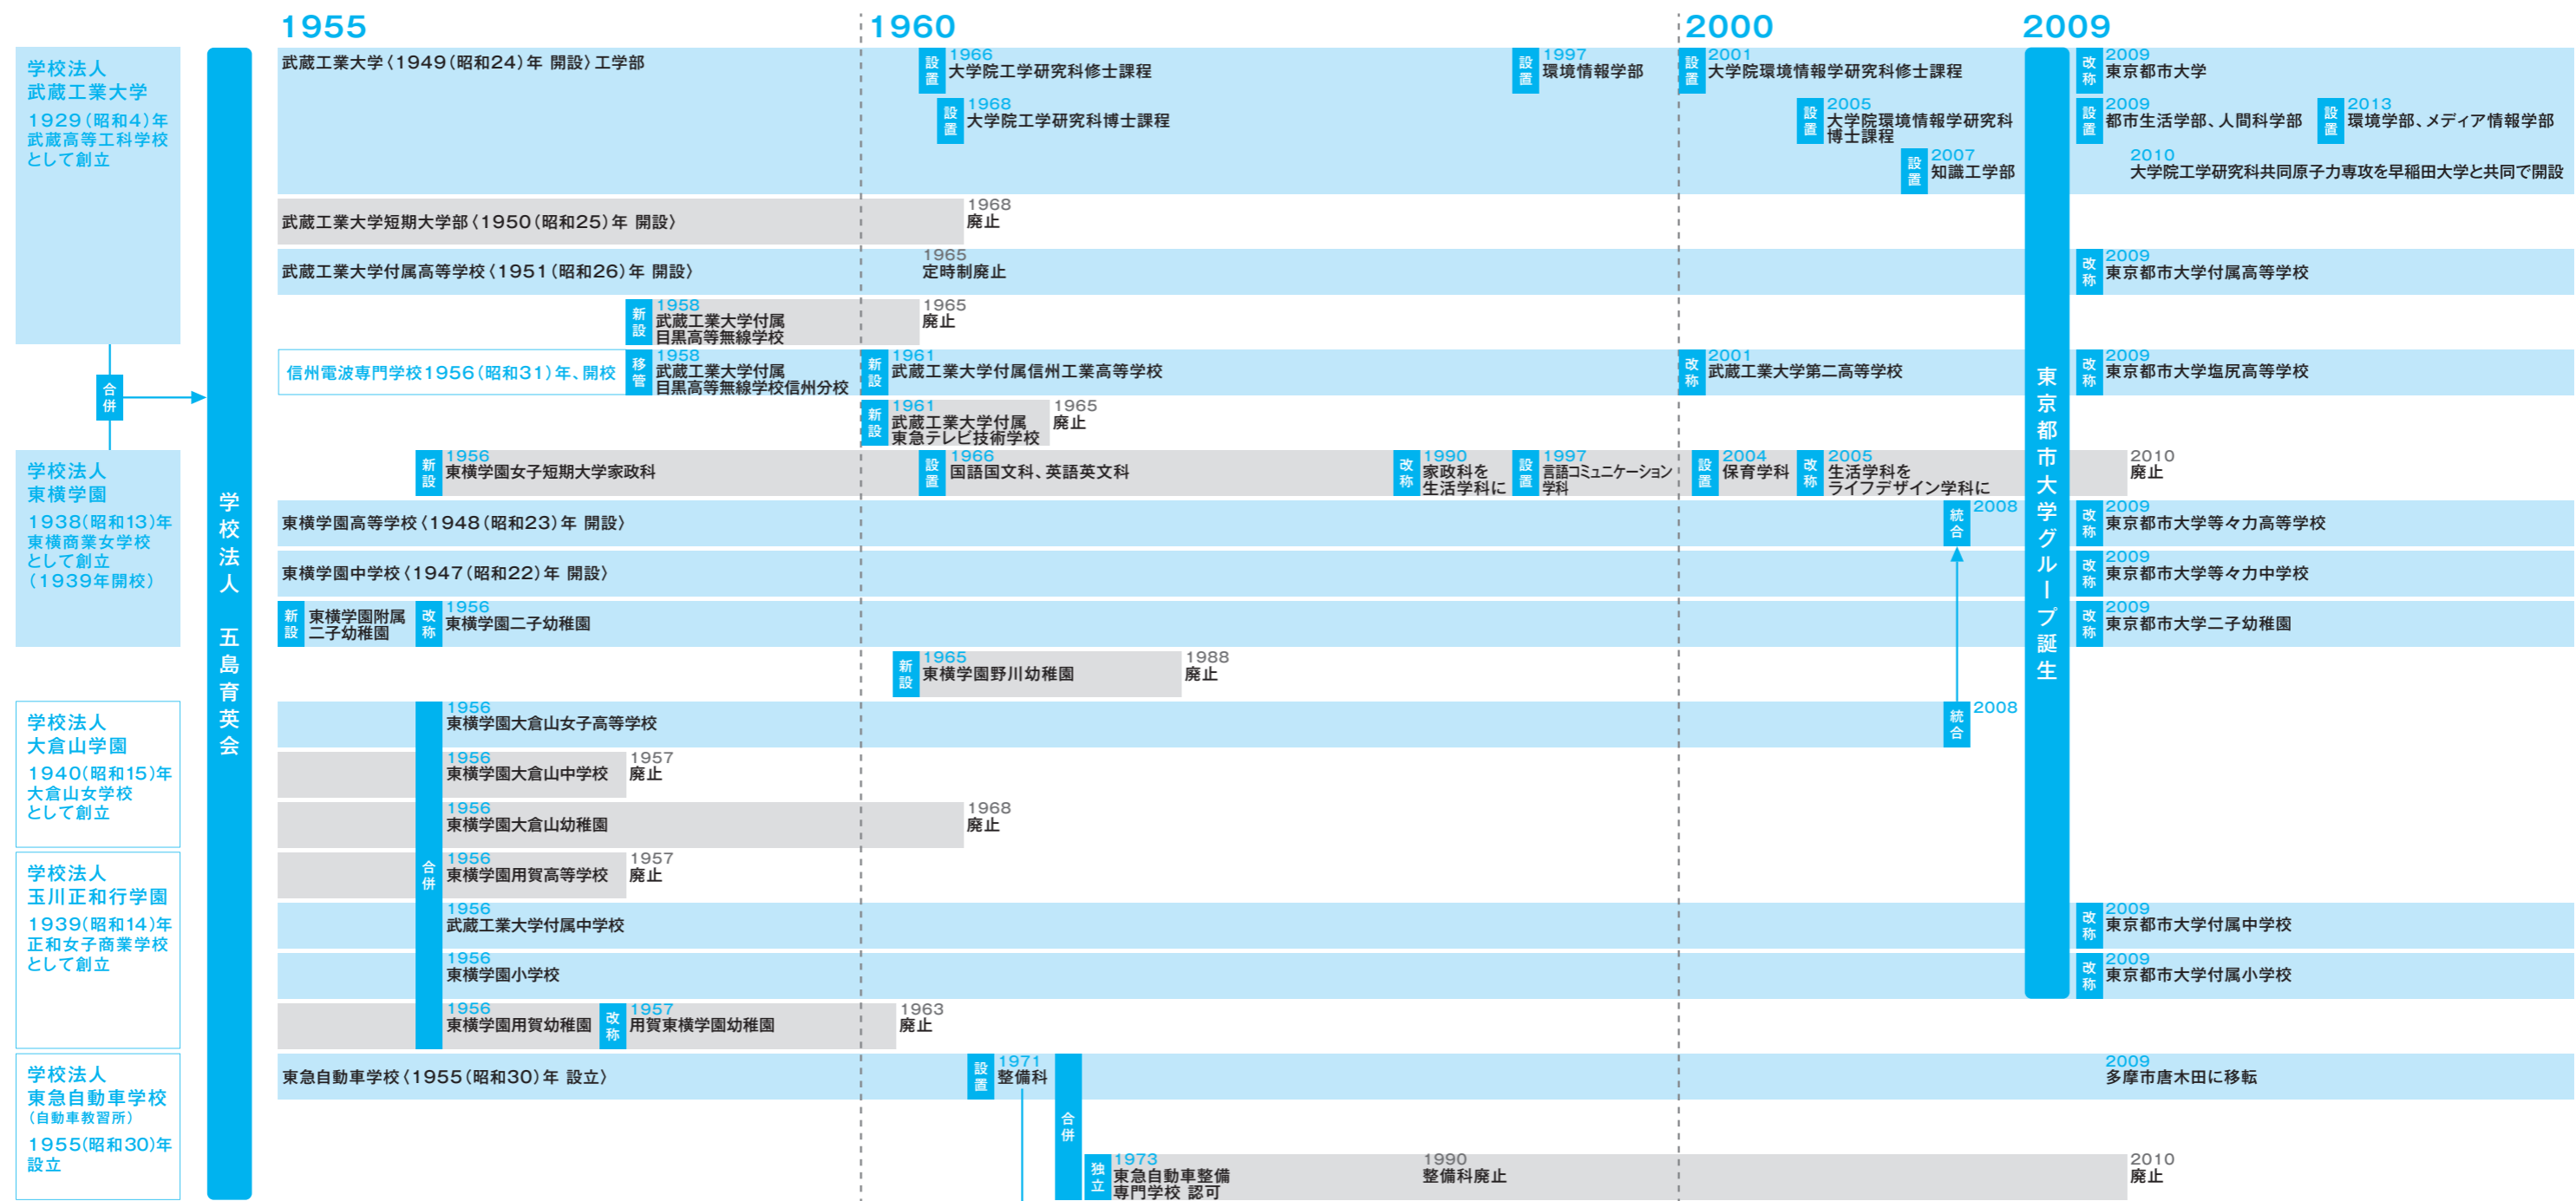 1955
1960
2000
2009
学校法人
武蔵工業大学
1929(昭和4)年
武蔵高等工科学校
として創立
合併
学校法人
東横学園
1938(昭和13)年
東横商業女学校
として創立
(1939年開校)
学校法人
大倉山学園
1940(昭和15)年
大倉山女学校
として創立
学校法人
玉川正和行学園
1939(昭和14)年
正和女子商業学校
として創立
学校法人
東急自動車学校
(自動車教習所)
1955(昭和30)年
設立
学校法人 五島育英会
武蔵工業大学〈1949(昭和24)年 開設〉工学部
設置
1966
大学院工学研究科修士課程
設置
1968
大学院工学研究科博士課程
設置
1997
環境情報学部
設置
2001
大学院環境情報学研究科修士課程
設置
2005
大学院環境情報学研究科
博士課程
設置
2007
知識工学部
東京都市大学グループ誕生
改称
2009
東京都市大学
設置
2009
都市生活学部、人間科学部
設置
2013
環境学部、メディア情報学部
2010
大学院工学研究科共同原子力専攻を早稲田大学と共同で開設
武蔵工業大学短期大学部〈1950(昭和25)年 開設〉
1968
廃止
武蔵工業大学付属高等学校〈1951(昭和26)年 開設〉
1965
定時制廃止
改称
2009
東京都市大学付属高等学校
新設
1958
武蔵工業大学付属
目黒高等無線学校
1965
廃止
信州電波専門学校1956(昭和31)年、開校
移管
1958
武蔵工業大学付属
目黒高等無線学校信州分校
新設
1961
武蔵工業大学付属信州工業高等学校
改称
2001
武蔵工業大学第二高等学校
改称
2009
東京都市大学塩尻高等学校
新設
1961
武蔵工業大学付属
東急テレビ技術学校
1965
廃止
新設
1956
東横学園女子短期大学家政科
設置
1966
国語国文科、英語英文科
改称
1990
家政科を
生活学科に
設置
1997
言語コミュニケーション
学科
設置
2004
保育学科
改称
2005
生活学科を
ライフデザイン学科に
2010
廃止
東横学園高等学校〈1948(昭和23)年 開設〉
統合
2008
改称
2009
東京都市大学等々力高等学校
東横学園中学校〈1947(昭和22)年 開設〉
改称
2009
東京都市大学等々力中学校
新設
東横学園附属
二子幼稚園
改称
1956
東横学園二子幼稚園
改称
2009
東京都市大学二子幼稚園
新設
1965
東横学園野川幼稚園
1988
廃止
合併
1956
東横学園大倉山女子高等学校
統合
2008
1956
東横学園大倉山中学校
1957
廃止
1956
東横学園大倉山幼稚園
1968
廃止
1956
東横学園用賀高等学校
1957
廃止
1956
武蔵工業大学付属中学校
改称
2009
東京都市大学付属中学校
1956
東横学園小学校
改称
2009
東京都市大学付属小学校
1956
東横学園用賀幼稚園
改称
1957
用賀東横学園幼稚園
1963
廃止
東急自動車学校〈1955(昭和30)年 設立〉
設置
1971
整備科
合併
2009
多摩市唐木田に移転
独立
1973
東急自動車整備
専門学校 認可
1990
整備科廃止
2010
廃止